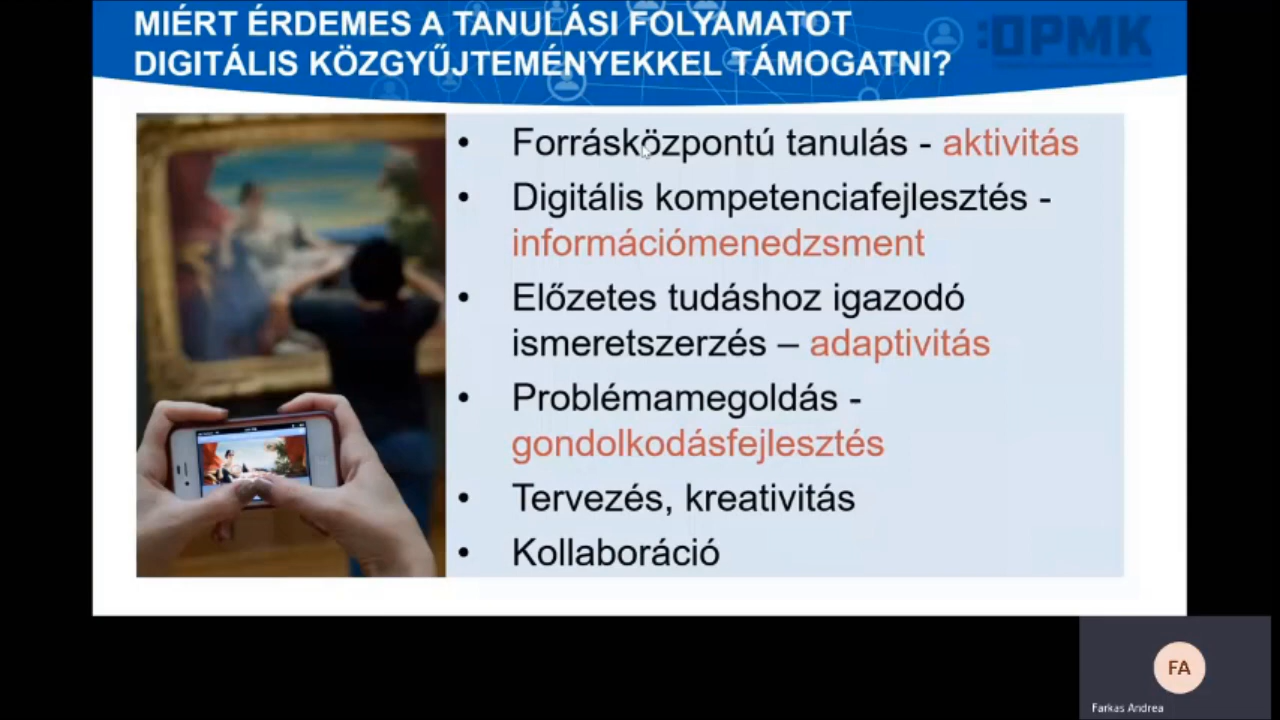 MIÉRT ÉRDEMES A TANULÁSI FOLYAMATOT
DIGITÁLIS KÖZGYŰJTEMÉNYEKKEL TÁMOGATNI?
:OPMK
• Forrásközpontú tanulás - aktivitás
• Digitális kompetenciafejlesztés -
információmenedzsment
• Előzetes tudáshoz igazodó
ismeretszerzés – adaptivitás
• Problémamegoldás -
gondolkodásfejlesztés
• Tervezés, kreativitás
• Kollaboráció
FA
Farkas Andrea